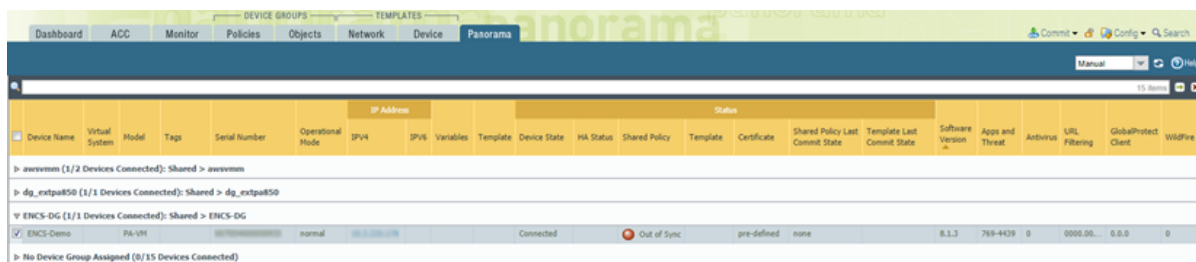 DEVICE GROUPS TEMPLATES
Dashboard ACC Monitor Policies Objects Network Device Panorama
panorama
Commit Config Search
Manual Help
15 items
IP Address Status
Device Name Virtual System Model Tags Serial Number Operational Mode IPV4 IPV6 Variables Template Device State HA Status Shared Policy Template Certificate Shared Policy Last Commit State Template Last Commit State Software Version Apps and Threat Antivirus URL Filtering GlobalProtect Client WildFire
awsvmm (1/2 Devices Connected): Shared > awsvmm
dg_extpa850 (1/1 Devices Connected): Shared > dg_extpa850
ENCS-DG (1/1 Devices Connected): Shared > ENCS-DG
ENCS-Demo PA-VM normal Connected Out of Sync pre-defined none 8.1.3 769-4439 0 0000.00... 0.0.0 0
No Device Group Assigned (0/15 Devices Connected)